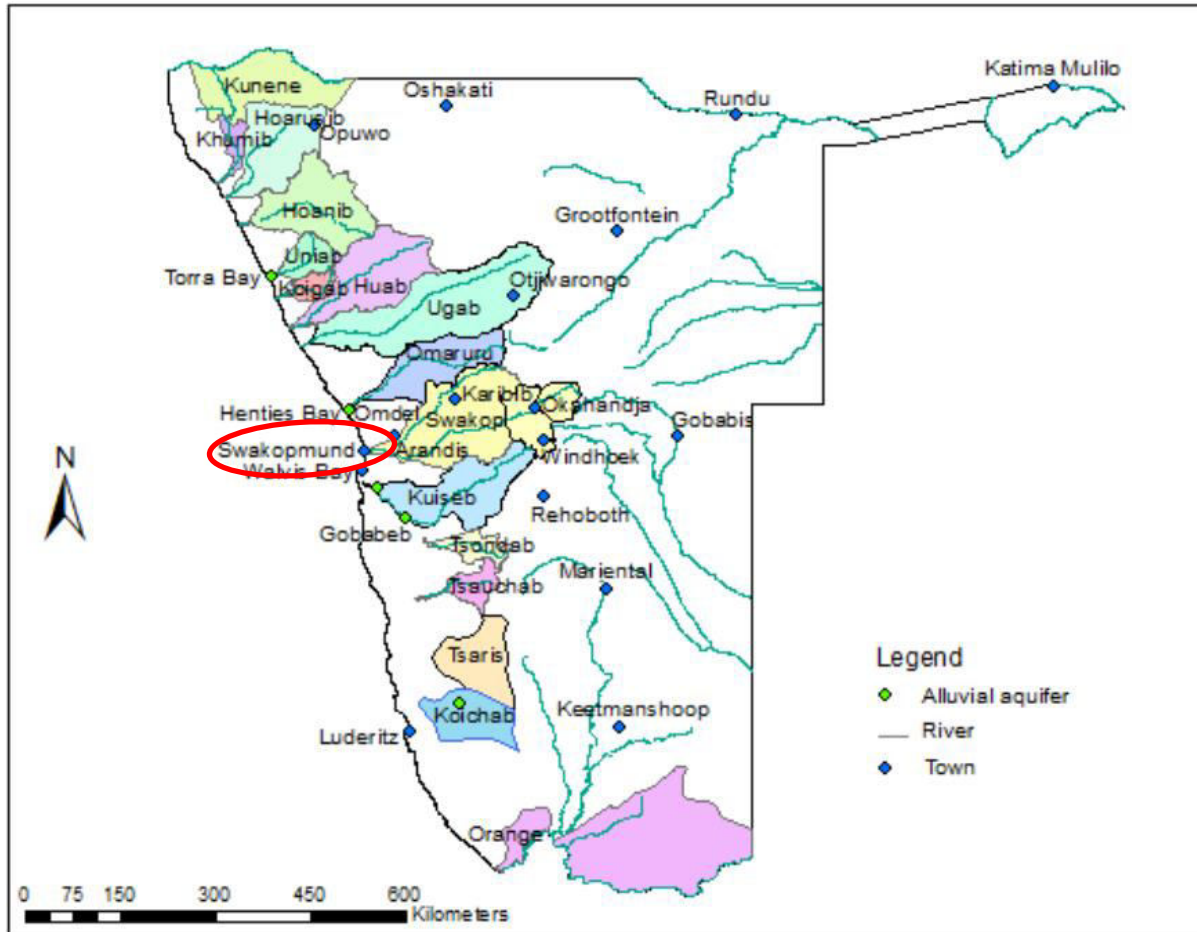 Kunene
Oshakati
Katima Mulilo
Rundu
Hoarusib
Opuwo
Khumib
Hoanib
Grootfontein
Uniab
Torra Bay
Koigab
Huab
Otjiwarongo
Ugab
Omaruru
Karibib
Henties Bay
Omdel
Swakop
Okahandja
Gobabis
Swakopmund
Arandis
Windhoek
Walvis Bay
Kuiseb
Rehoboth
Gobabeb
Tsondab
Mariental
Tsauchab
Tsaris
Koichab
Keetmanshoop
Luderitz
Orange
N
Legend
Alluvial aquifer
River
Town
0 75 150 300 450 600
Kilometers